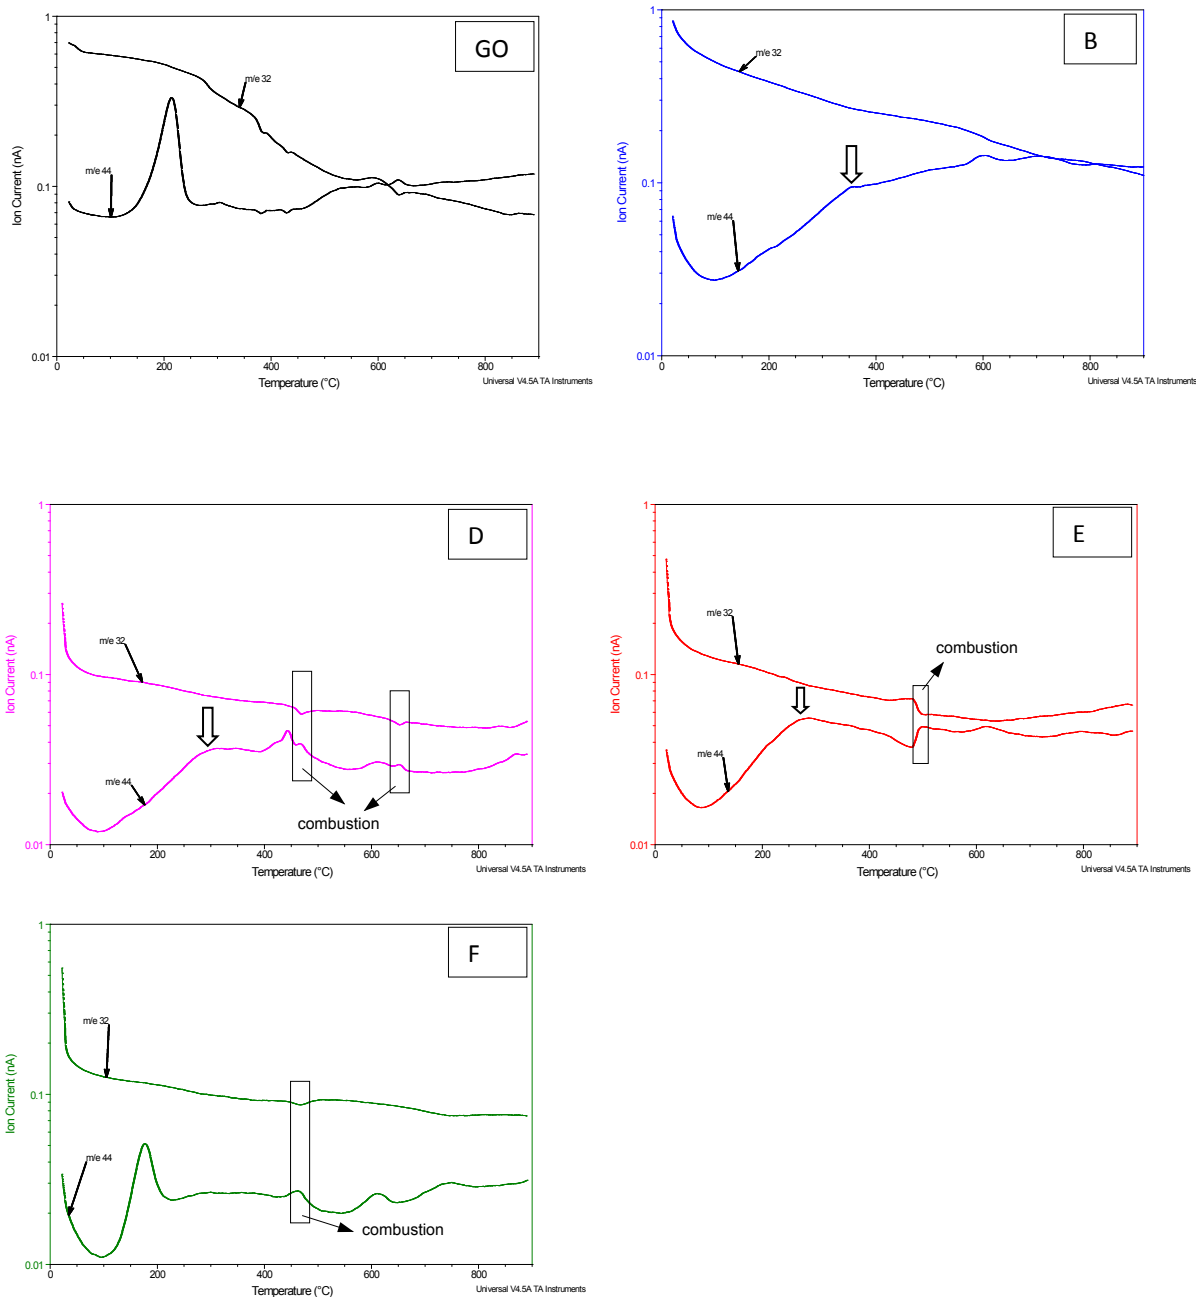 GO
1
m/e 32
Ion Current (nA)
0.1
m/e 44
0.01
0
200
400
600
800
Temperature (°C)
Universal V4.5A TA Instruments
B
1
m/e 32
Ion Current (nA)
0.1
m/e 44
0.01
0
200
400
600
800
Temperature (°C)
Universal V4.5A TA Instruments
D
1
m/e 32
Ion Current (nA)
0.1
m/e 44
combustion
0.01
0
200
400
600
800
Temperature (°C)
Universal V4.5A TA Instruments
E
1
m/e 32
combustion
Ion Current (nA)
0.1
m/e 44
0.01
0
200
400
600
800
Temperature (°C)
Universal V4.5A TA Instruments
F
1
m/e 32
Ion Current (nA)
0.1
m/e 44
combustion
0.01
0
200
400
600
800
Temperature (°C)
Universal V4.5A TA Instruments